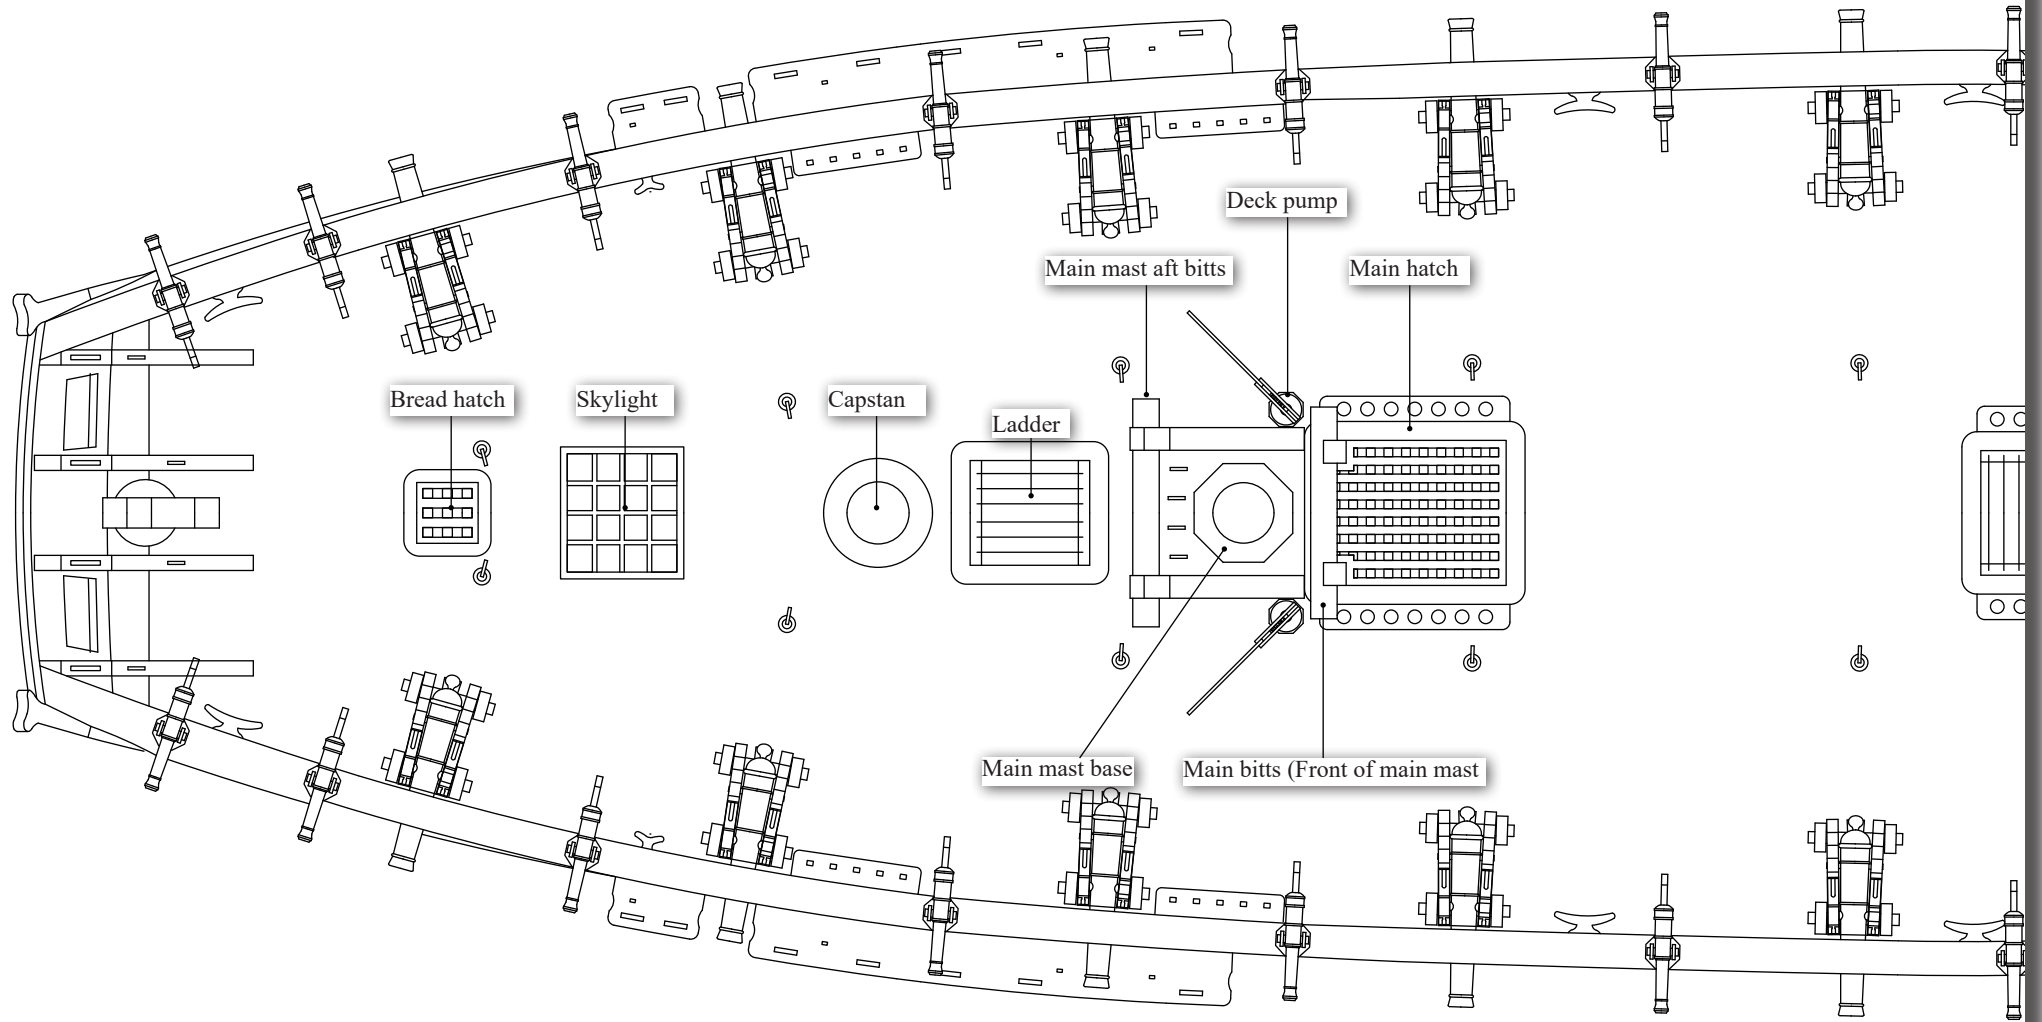 Deck pump
Main mast aft bitts
Main hatch
Bread hatch
Skylight
Capstan
Ladder
Main mast base
Main bitts (Front of main mast